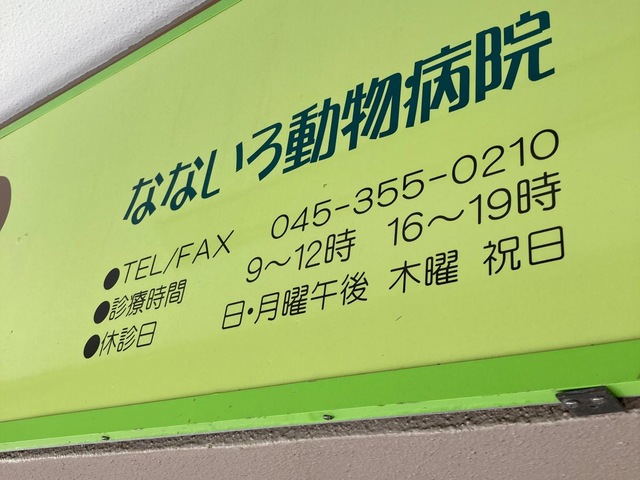 なないろ動物病院
●TEL/FAX 045-355-0210
●診療時間 9〜12時 16〜19時
●休診日 日・月曜午後 木曜 祝日